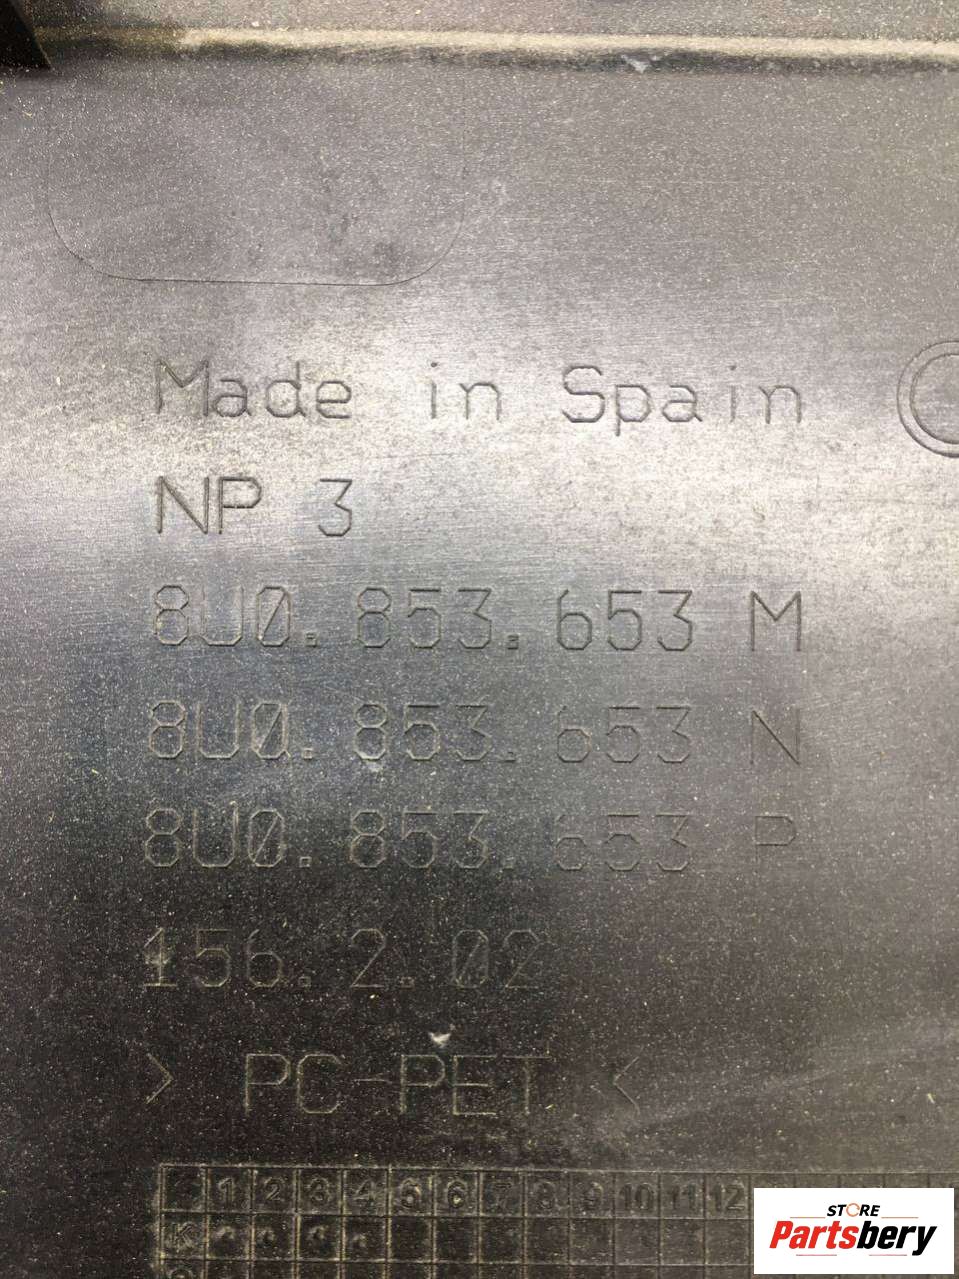 Made in Spain
NP 3
8U0.853.653 M
8U0.853.653 N
8U0.853.653 P
156.2.02
> PC-PET <
1 2 3 4 5 6 7 8 9 10 11 12
K
STORE
Partsbery